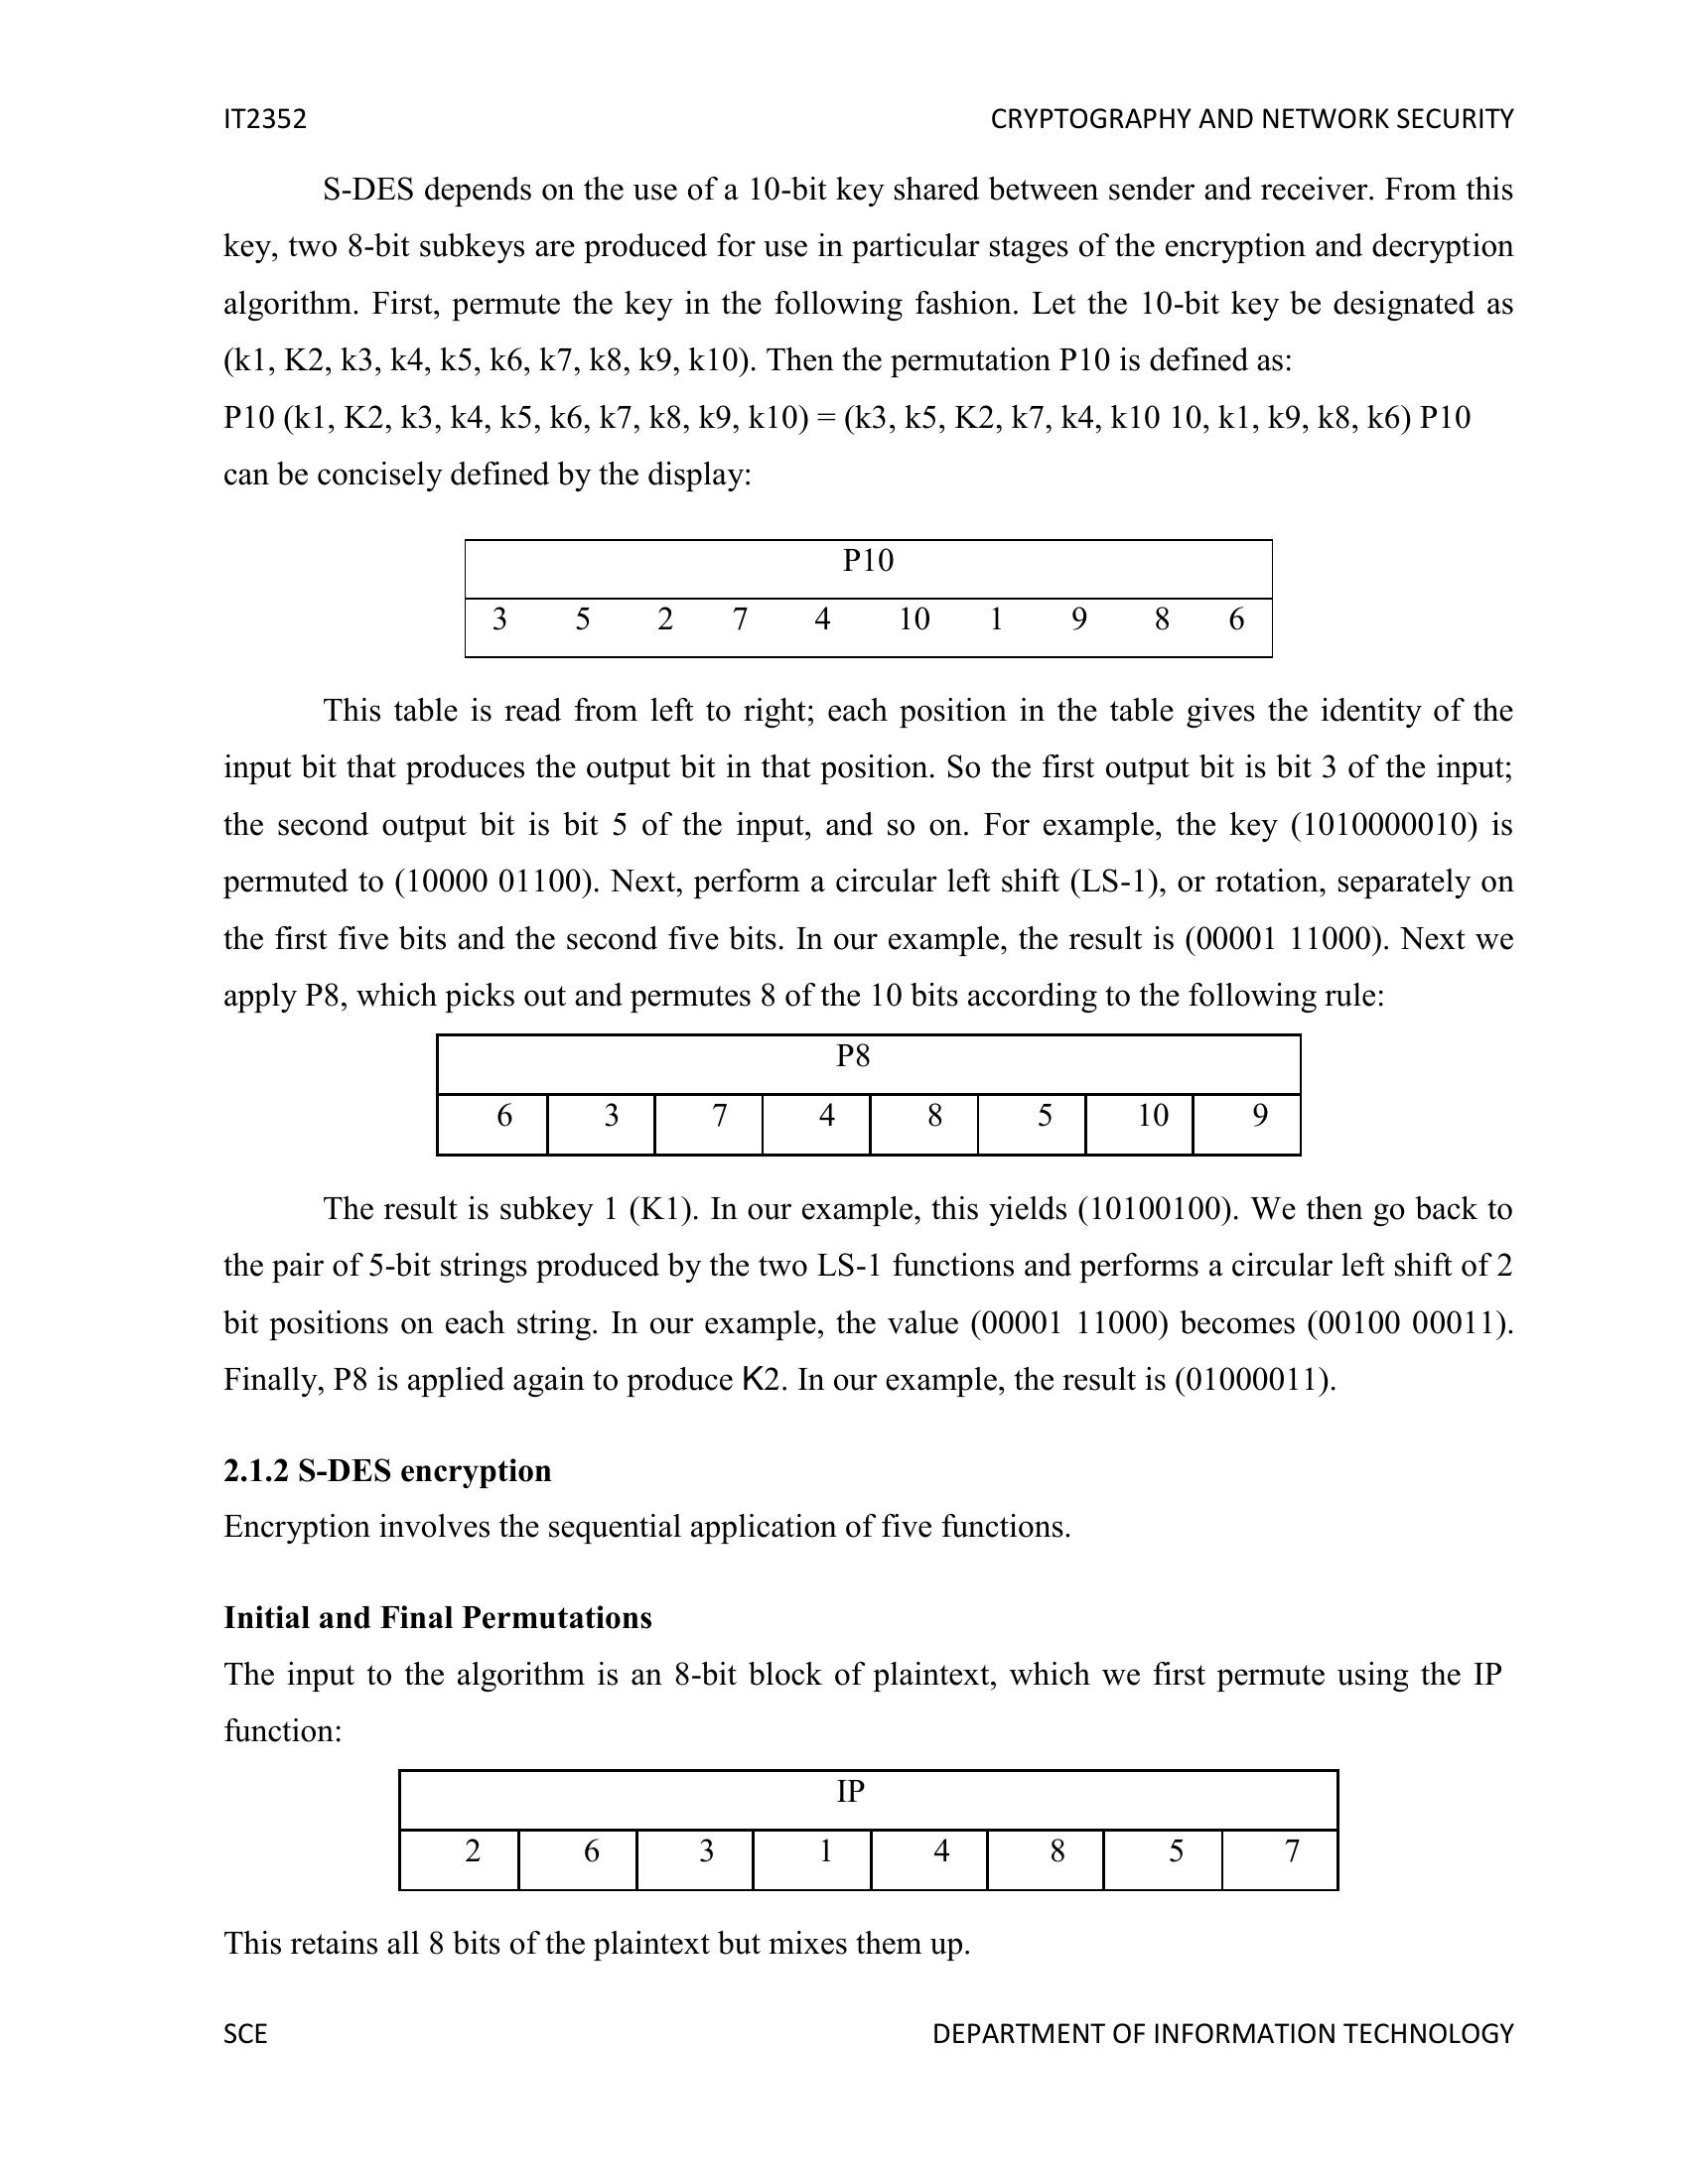 IT2352 CRYPTOGRAPHY AND NETWORK SECURITY
S-DES depends on the use of a 10-bit key shared between sender and receiver. From this
key, two 8-bit subkeys are produced for use in particular stages of the encryption and decryption
algorithm. First, permute the key in the following fashion. Let the 10-bit key be designated as
(k1, K2, k3, k4, k5, k6, k7, k8, k9, k10). Then the permutation P10 is defined as:
P10 (k1, K2, k3, k4, k5, k6, k7, k8, k9, k10) = (k3, k5, K2, k7, k4, k10 10, k1, k9, k8, k6) P10
can be concisely defined by the display:
P10
3 5 2 7 4 10 1 9 8 6
This table is read from left to right; each position in the table gives the identity of the
input bit that produces the output bit in that position. So the first output bit is bit 3 of the input;
the second output bit is bit 5 of the input, and so on. For example, the key (1010000010) is
permuted to (10000 01100). Next, perform a circular left shift (LS-1), or rotation, separately on
the first five bits and the second five bits. In our example, the result is (00001 11000). Next we
apply P8, which picks out and permutes 8 of the 10 bits according to the following rule:
P8
6 3 7 4 8 5 10 9
The result is subkey 1 (K1). In our example, this yields (10100100). We then go back to
the pair of 5-bit strings produced by the two LS-1 functions and performs a circular left shift of 2
bit positions on each string. In our example, the value (00001 11000) becomes (00100 00011).
Finally, P8 is applied again to produce K2. In our example, the result is (01000011).
2.1.2 S-DES encryption
Encryption involves the sequential application of five functions.
Initial and Final Permutations
The input to the algorithm is an 8-bit block of plaintext, which we first permute using the IP
function:
IP
2 6 3 1 4 8 5 7
This retains all 8 bits of the plaintext but mixes them up.
SCE DEPARTMENT OF INFORMATION TECHNOLOGY